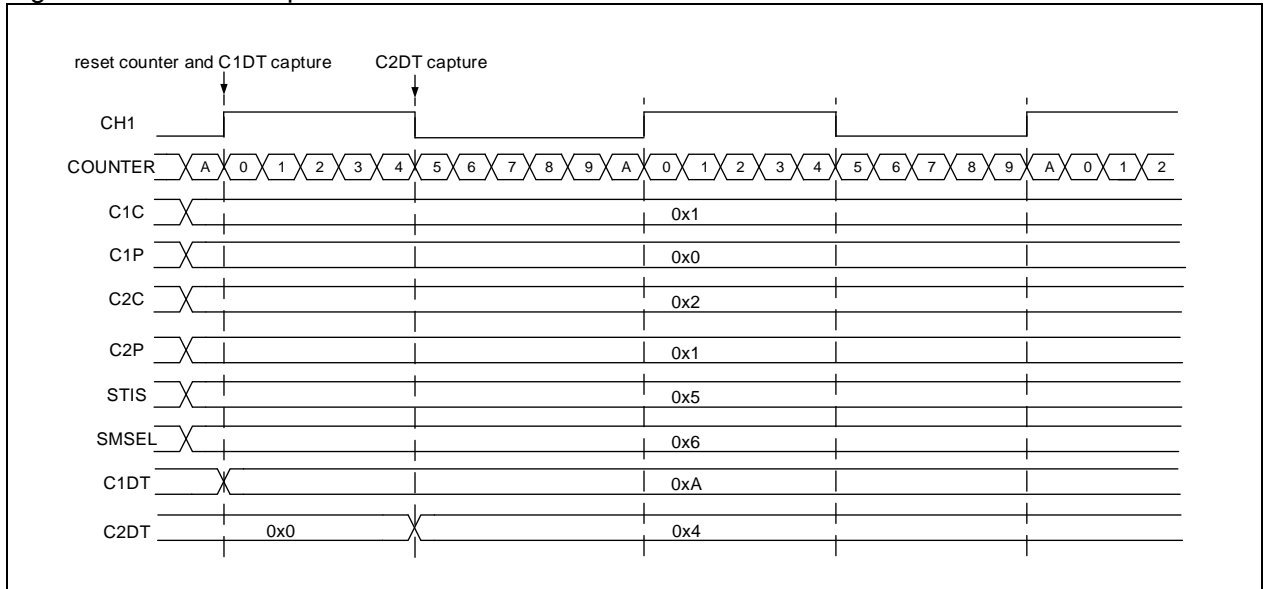 reset counter and C1DT capture C2DT capture
CH1
COUNTER A 0 1 2 3 4 5 6 7 8 9 A 0 1 2 3 4 5 6 7 8 9 A 0 1 2
C1C 0x1
C1P 0x0
C2C 0x2
C2P 0x1
STIS 0x5
SMSEL 0x6
C1DT 0xA
C2DT 0x0 0x4